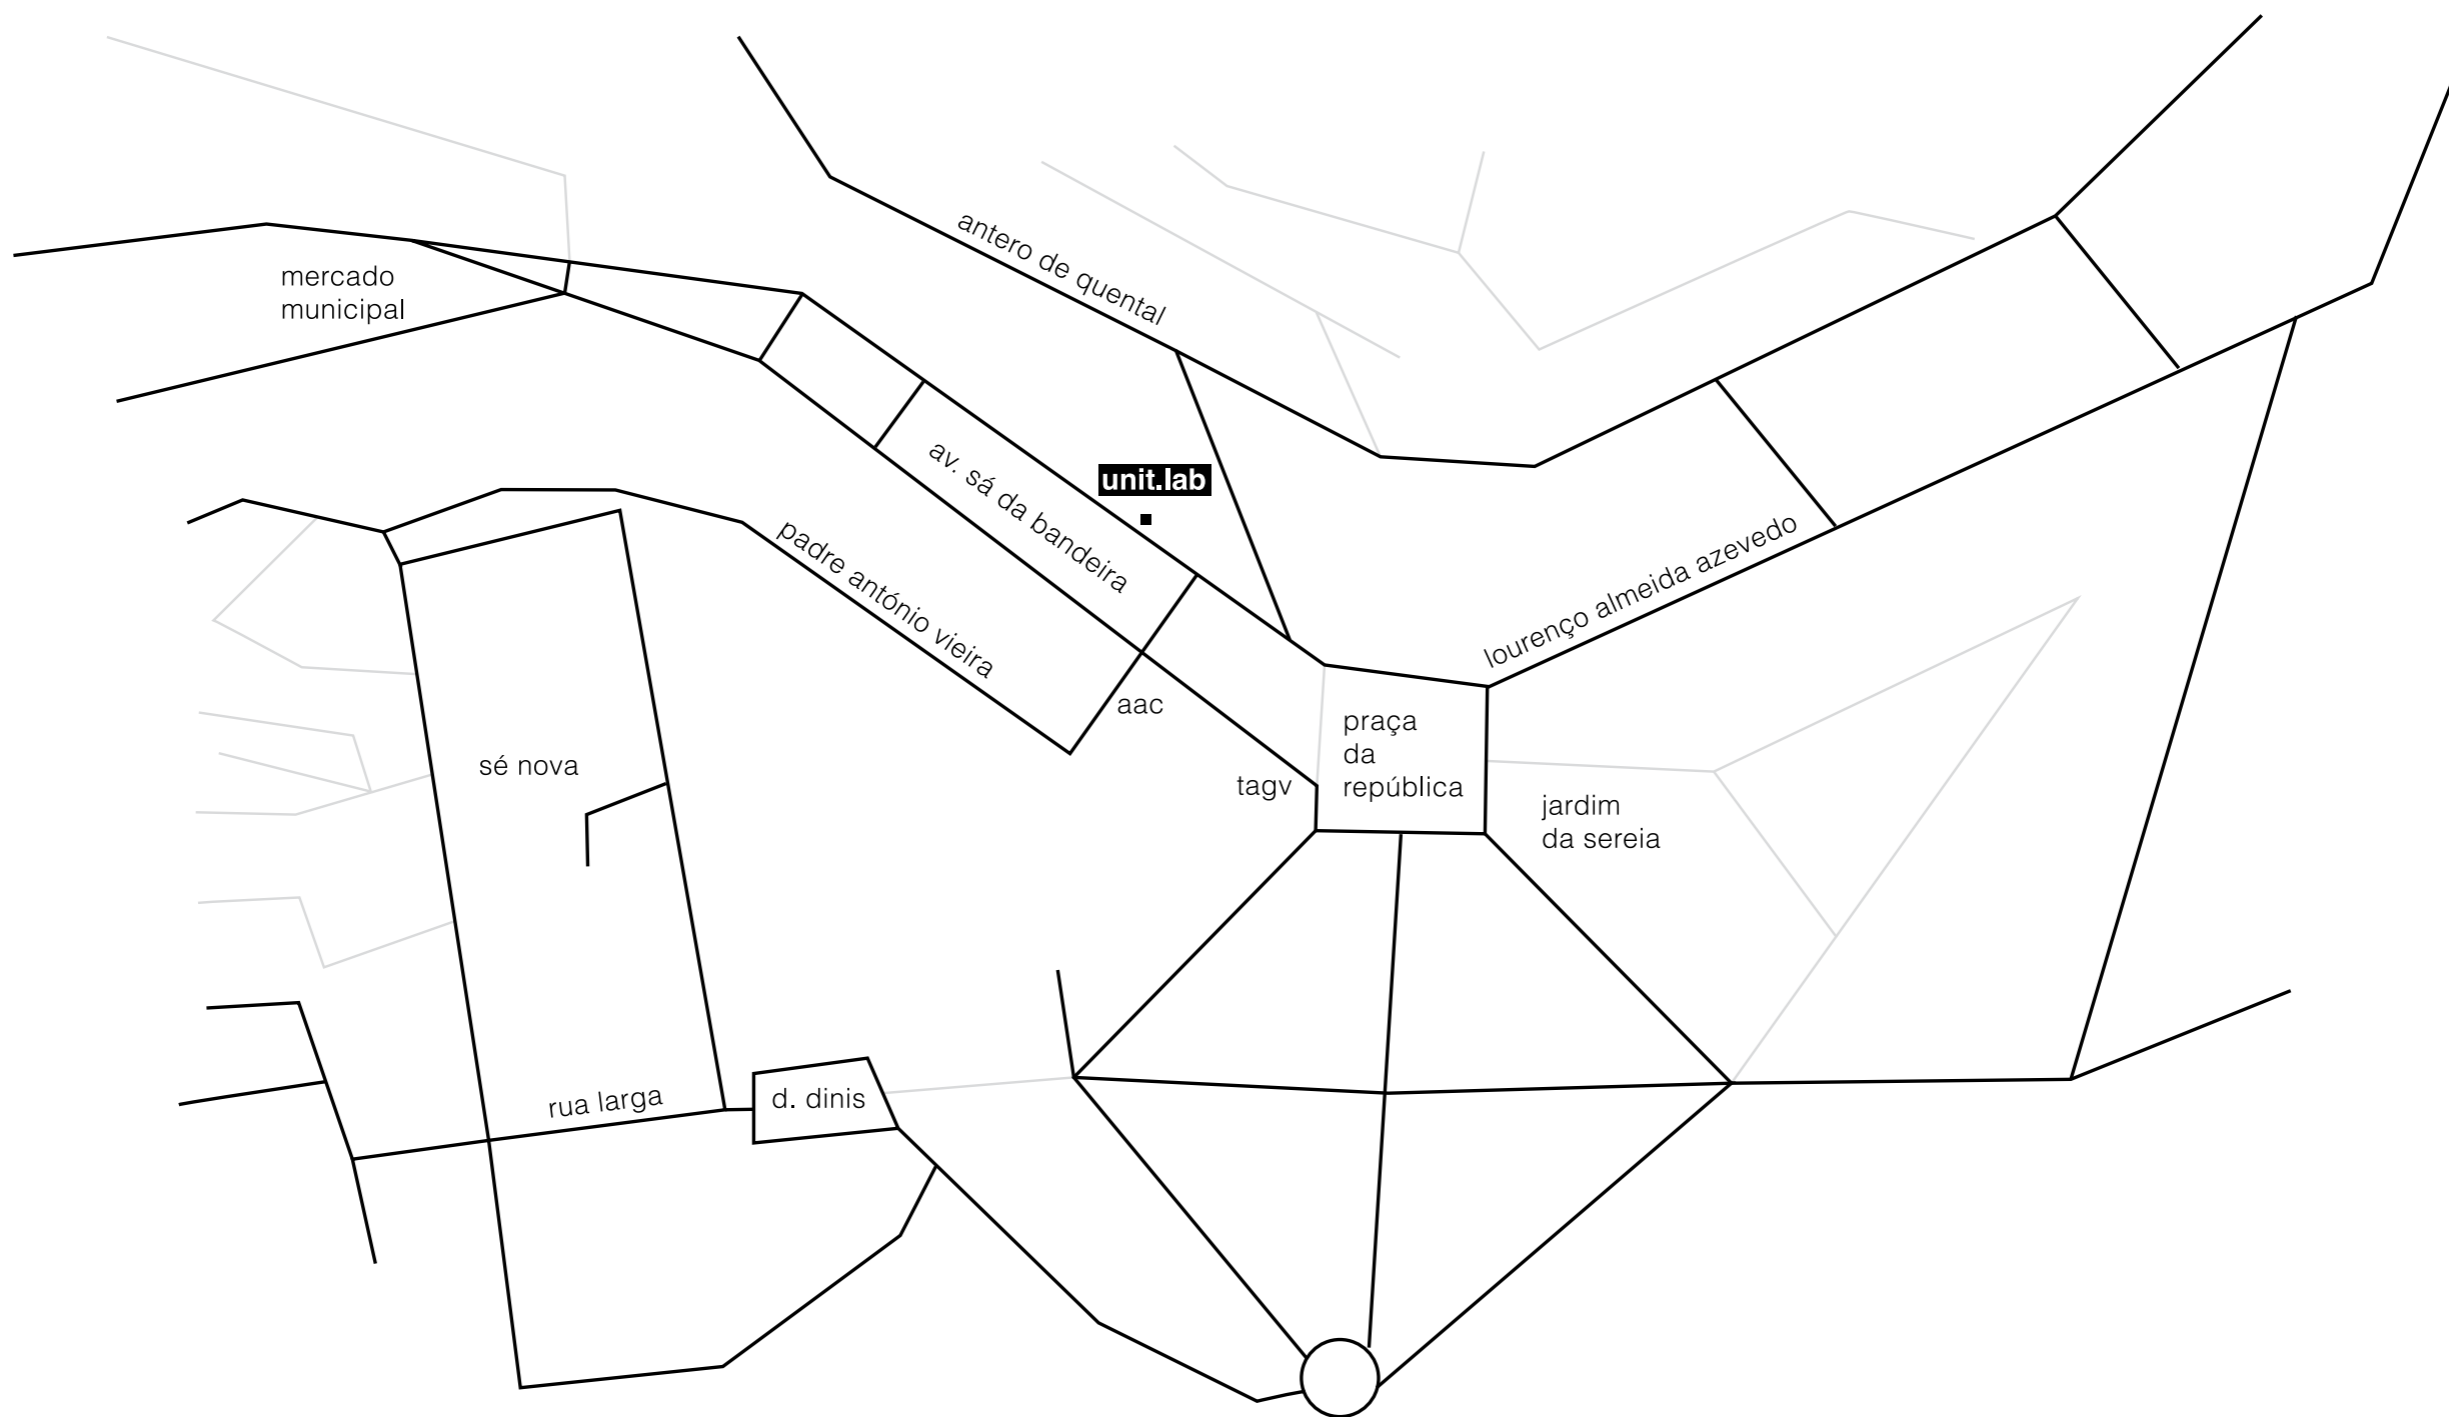 antero de quental
mercado
municipal
unit.lab
av. sá da bandeira
padre antónio vieira
lourenço almeida azevedo
aac
praça
da
república
tagv
sé nova
jardim
da sereia
rua larga
d. dinis